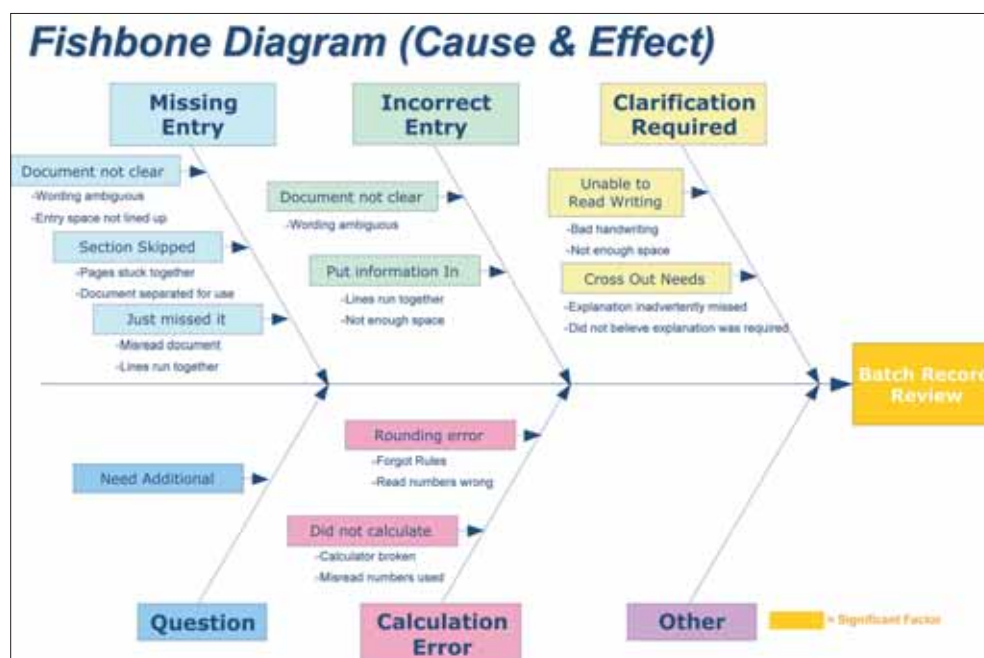 Fishbone Diagram (Cause & Effect)
Missing
Entry
Incorrect
Entry
Clarification
Required
Document not clear
-Wording ambiguous
-Entry space not lined up
Section Skipped
-Pages stuck together
-Document separated for use
Just missed it
-Misread document
-Lines run together
Document not clear
-Wording ambiguous
Put information In
-Lines run together
-Not enough space
Unable to
Read Writing
-Bad handwriting
-Not enough space
Cross Out Needs
-Explanation inadvertently missed
-Did not believe explanation was required
Batch Record
Review
Need Additional
Rounding error
-Forgot Rules
-Read numbers wrong
Did not calculate
-Calculator broken
-Misread numbers used
Question
Calculation
Error
Other
= Significant Factor